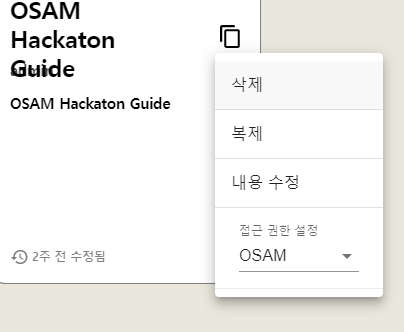 OSAM
Hackaton
Guide
OSAM Hackaton Guide
2주 전 수정됨
삭제
복제
내용 수정
접근 권한 설정
OSAM